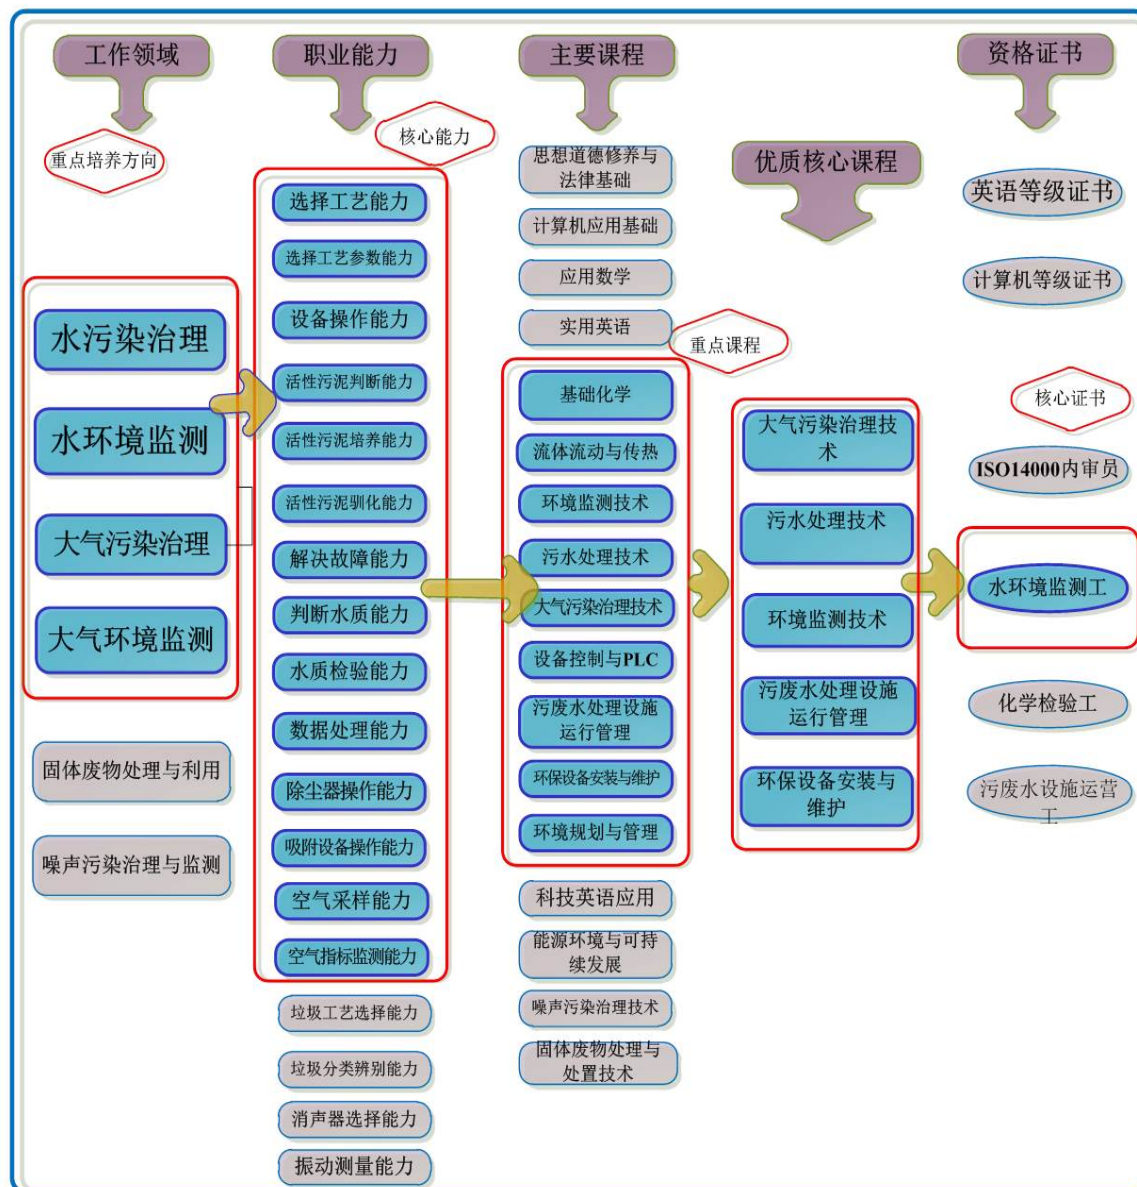 工作领域
职业能力
主要课程
资格证书
重点培养方向
核心能力
优质核心课程
水污染治理
水环境监测
大气污染治理
大气环境监测
固体废物处理与利用
噪声污染治理与监测
选择工艺能力
选择工艺参数能力
设备操作能力
活性污泥判断能力
活性污泥培养能力
活性污泥驯化能力
解决故障能力
判断水质能力
水质检验能力
数据处理能力
除尘器操作能力
吸附设备操作能力
空气采样能力
空气指标监测能力
垃圾工艺选择能力
垃圾分类辨别能力
消声器选择能力
振动测量能力
思想道德修养与
法律基础
计算机应用基础
应用数学
实用英语
重点课程
基础化学
流体流动与传热
环境监测技术
污水处理技术
大气污染治理技术
设备控制与PLC
污废水处理设施
运行管理
环保设备安装与维护
环境规划与管理
科技英语应用
能源环境与可持
续发展
噪声污染治理技术
固体废物处理与
处置技术
大气污染治理技
术
污水处理技术
环境监测技术
污废水处理设施
运行管理
环保设备安装与
维护
英语等级证书
计算机等级证书
核心证书
ISO14000内审员
水环境监测工
化学检验工
污废水设施运营
工